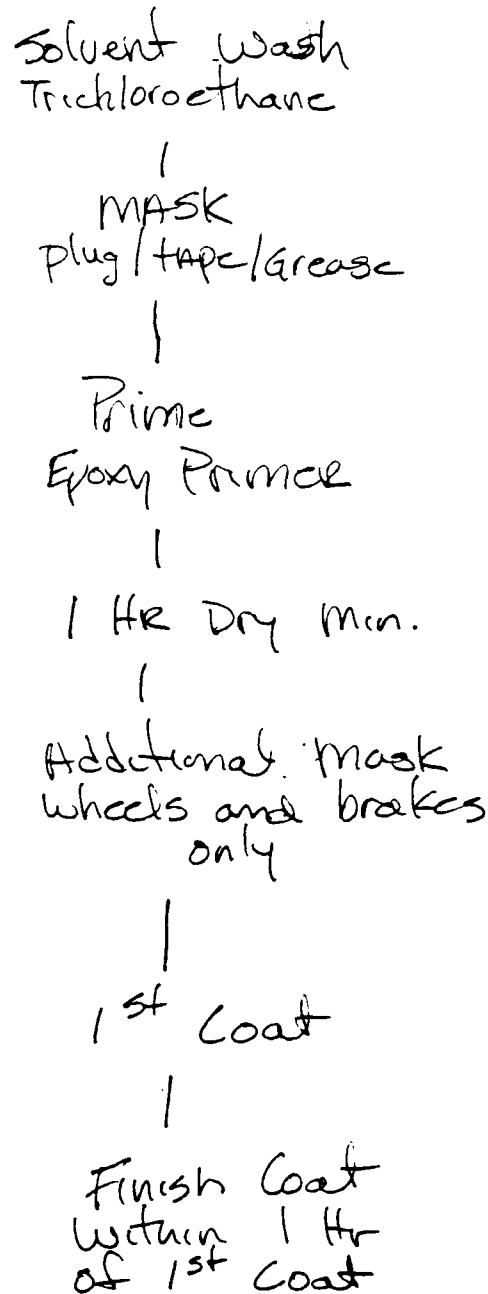 Solvent Wash
Trichloroethane
MASK
plug/tape/Grease
Prime
Epoxy Primer
1 HR Dry Min.
Additional Mask
wheels and brakes
only
1st Coat
Finish Coat
Within 1 Hr
of 1st Coat